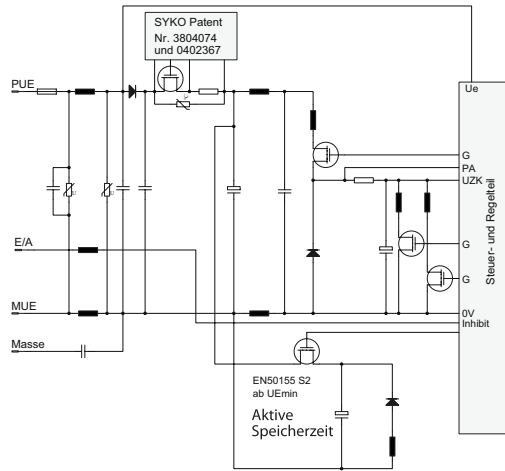 SYKO Patent
Nr. 3804074
und 0402367
PUE
Ue
G
PA
UZK
Steuer- und Regelteil
E/A
G
G
MUE
0V
Inhibit
Masse
EN50155 S2
ab UEmin
Aktive
Speicherzeit